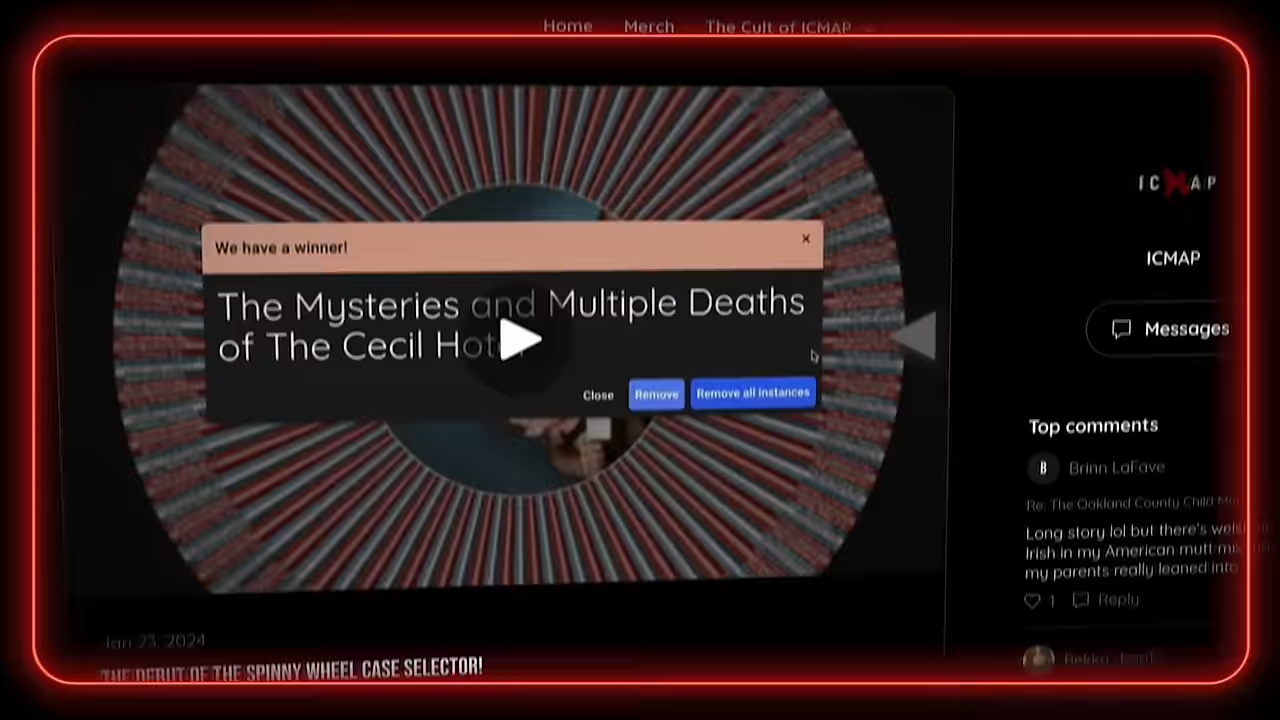 Home Merch The Cult of ICMAP
We have a winner!
The Mysteries and Multiple Deaths
of The Cecil Hotel
Close Remove Remove all instances
ICMAP
ICMAP
Messages
Top comments
B Brinn LaFave
Re: The Oakland County Child
Long story lol but there's
Irish in my American mutt mix
my parents really leaned into
1 Reply
Jan 23, 2024
THE DEBUT OF THE SPINNY WHEEL CASE SELECTOR!